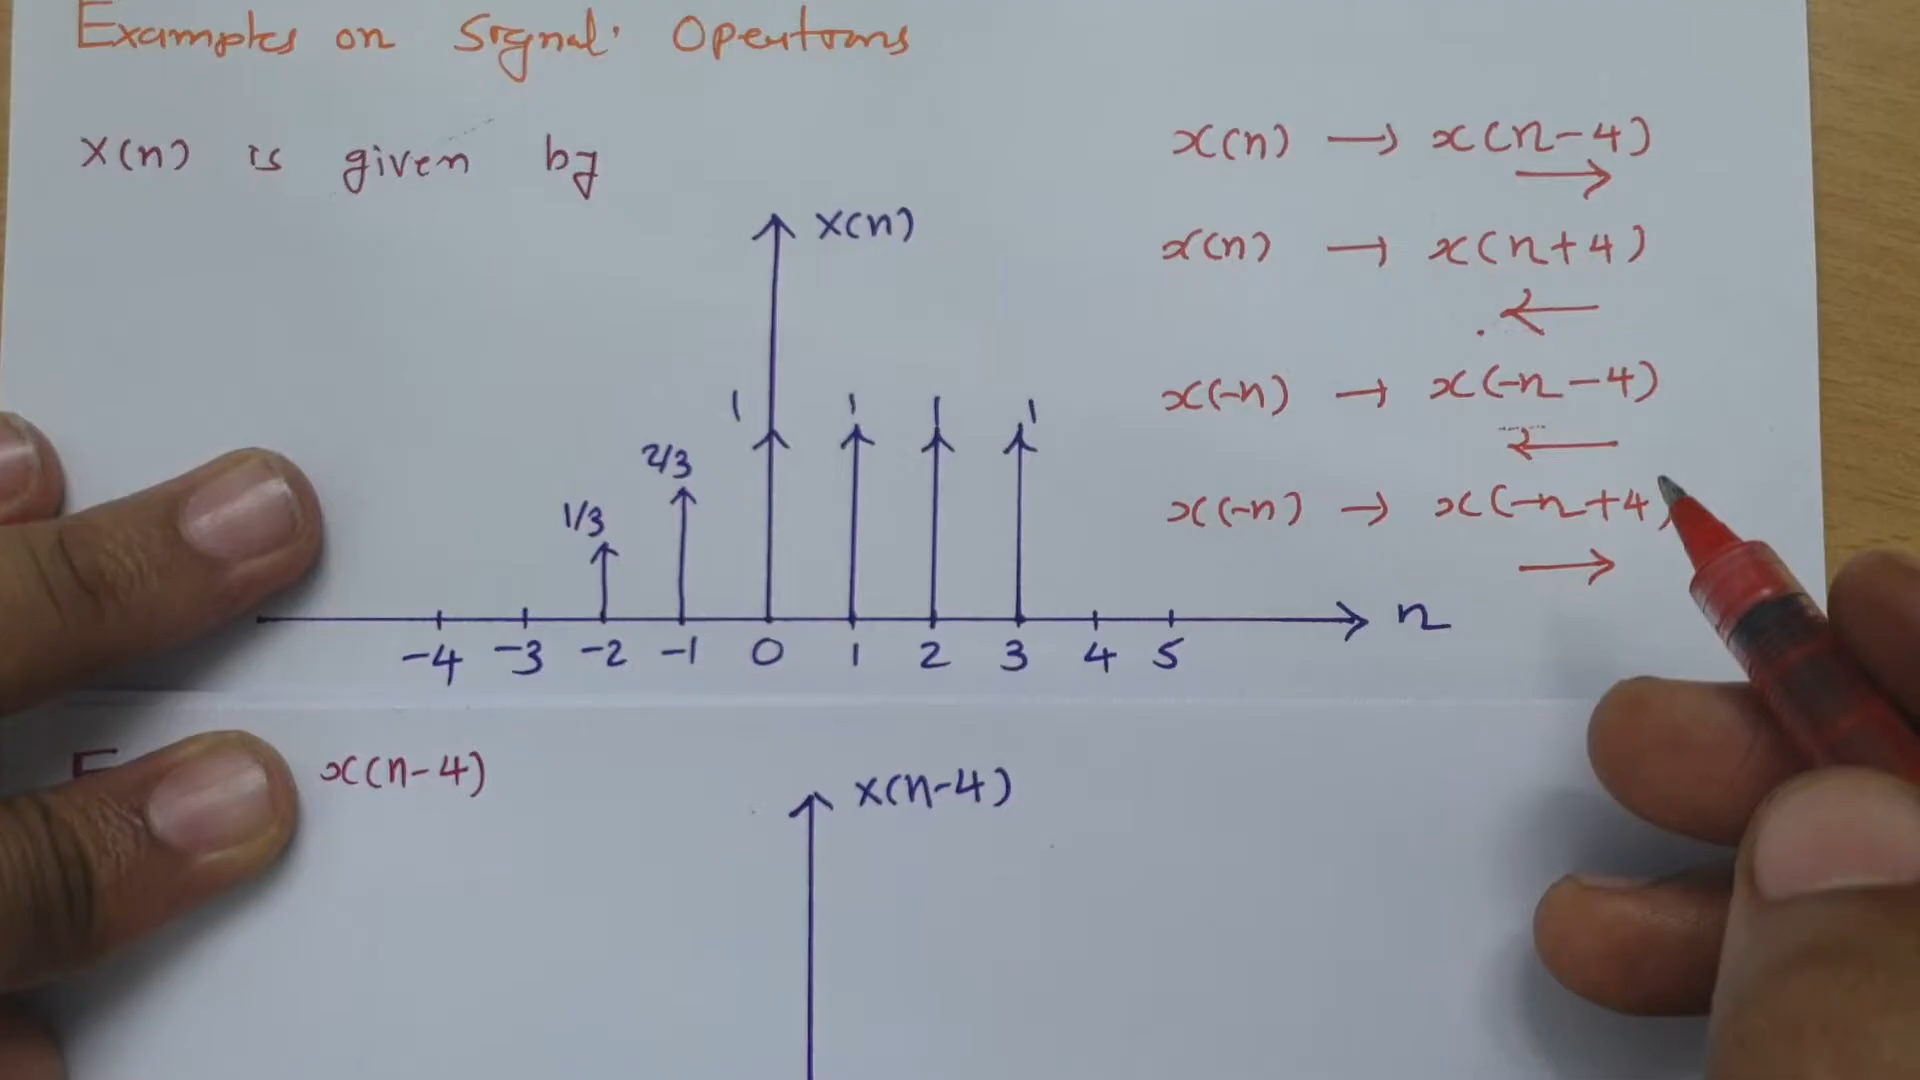 Examples on Signal Opertions
x(n) is given by
x(n) → x(n-4)
→
x(n) → x(n+4)
←
x(-n) → x(-n-4)
←
x(-n) → x(-n+4)
→
x(n)
1 1 1 1
2/3
1/3
n
-4 -3 -2 -1 0 1 2 3 4 5
x(n-4)
x(n-4)